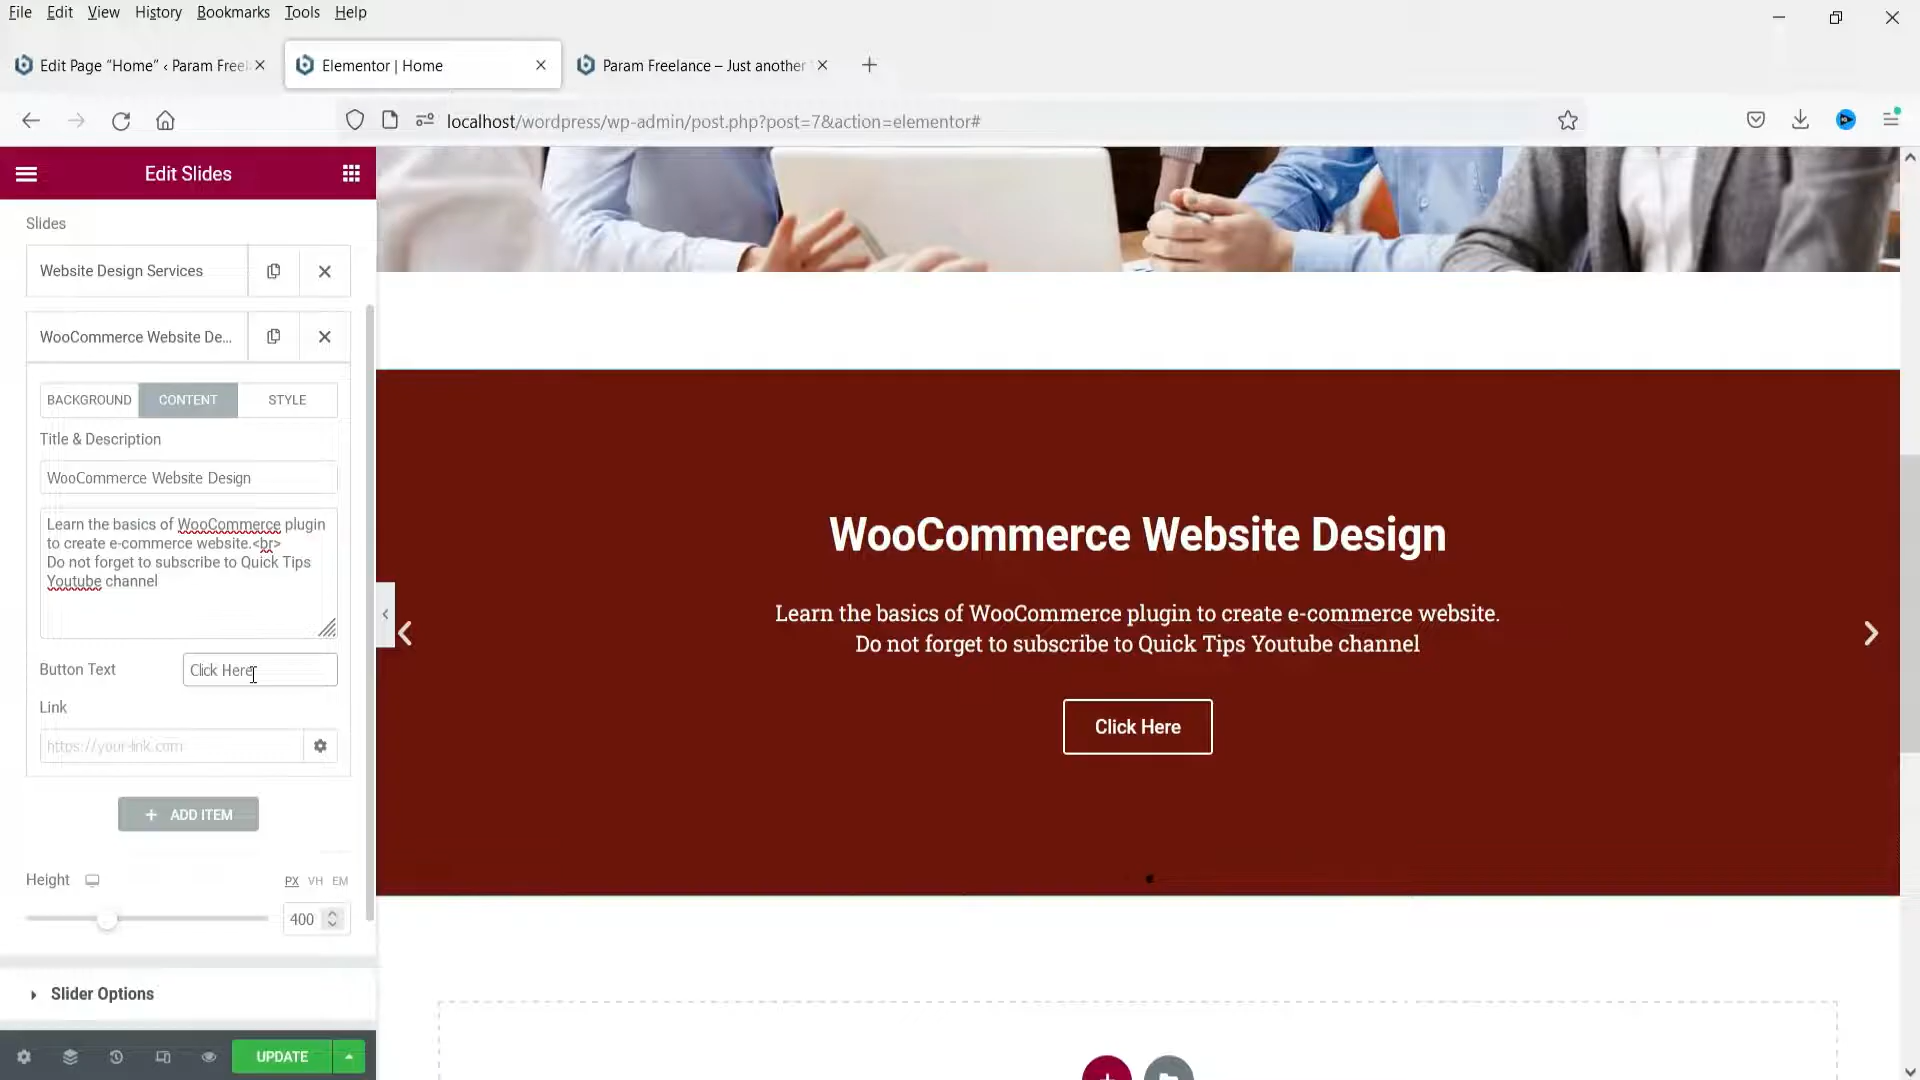 File Edit View History Bookmarks Tools Help
Edit Page “Home” ‹ Param Freel
Elementor | Home
Param Freelance – Just another
localhost/wordpress/wp-admin/post.php?post=7&action=elementor#
Edit Slides
Slides
Website Design Services
WooCommerce Website De...
BACKGROUND CONTENT STYLE
Title & Description
WooCommerce Website Design
Learn the basics of WooCommerce plugin
to create e-commerce website.<br>
Do not forget to subscribe to Quick Tips
Youtube channel
Button Text Click Here
Link
https://your-link.com
+ ADD ITEM
Height PX VH EM
400
Slider Options
UPDATE
WooCommerce Website Design
Learn the basics of WooCommerce plugin to create e-commerce website.
Do not forget to subscribe to Quick Tips Youtube channel
Click Here